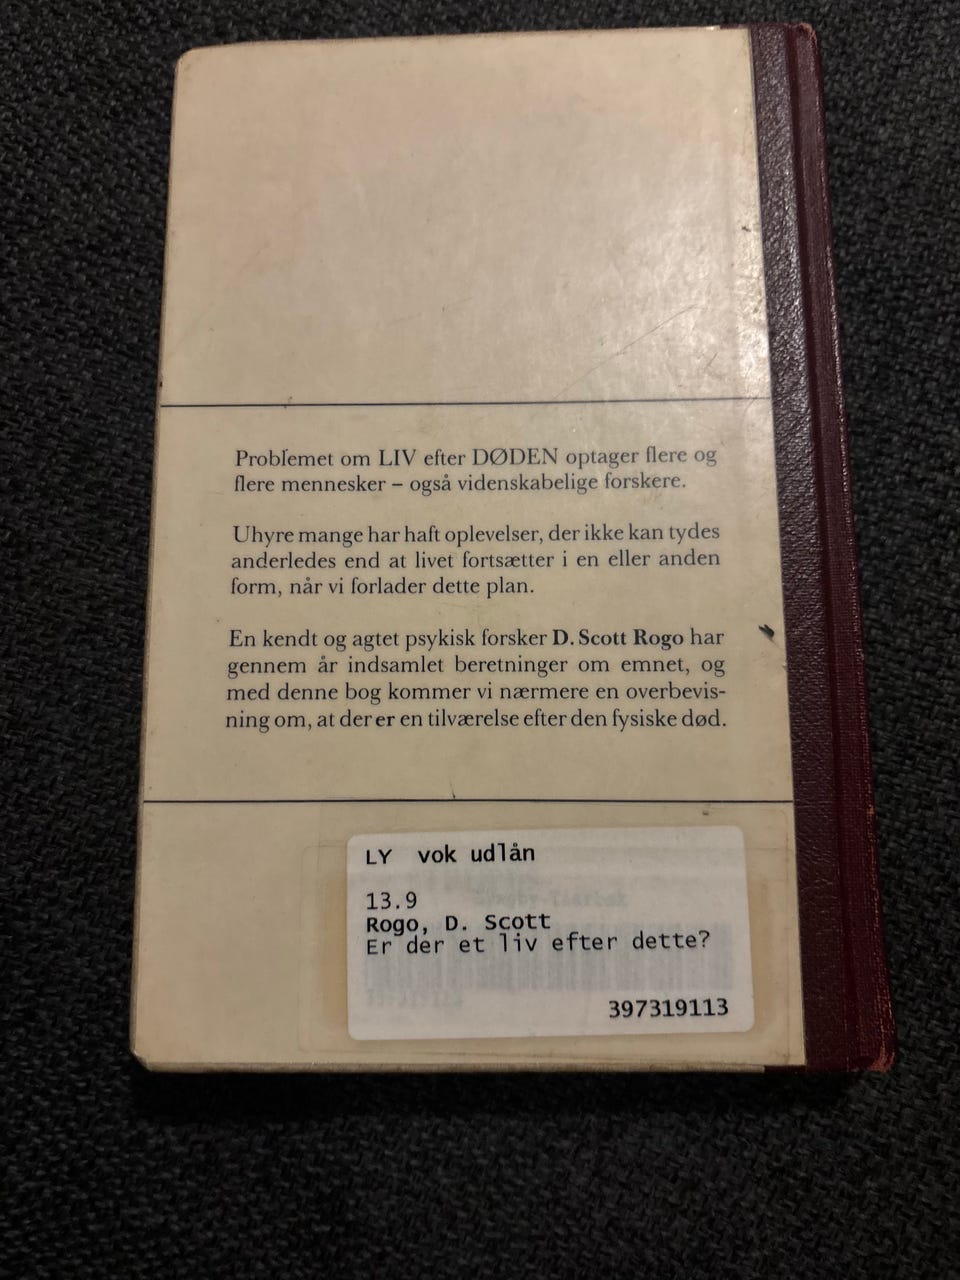 Problemet om LIV efter DØDEN optager flere og
flere mennesker – også videnskabelige forskere.
Uhyre mange har haft oplevelser, der ikke kan tydes
anderledes end at livet fortsætter i en eller anden
form, når vi forlader dette plan.
En kendt og agtet psykisk forsker D. Scott Rogo har
gennem år indsamlet beretninger om emnet, og
med denne bog kommer vi nærmere en overbevis-
ning om, at der er en tilværelse efter den fysiske død.
LY vok udlån
13.9
Rogo, D. Scott
Er der et liv efter dette?
397319113